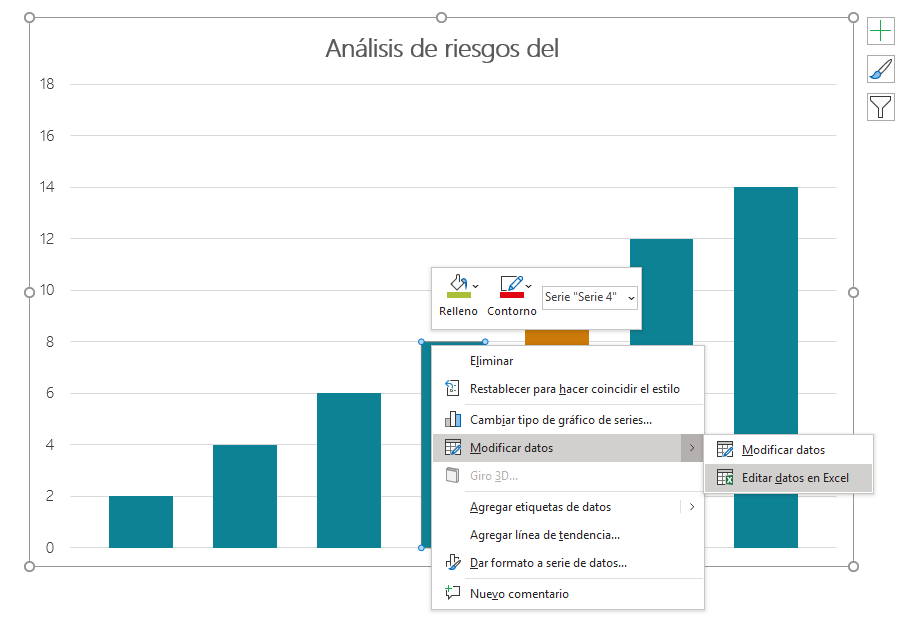 Análisis de riesgos del
18
16
14
12
10
8
6
4
2
0
Relleno Contorno Serie "Serie 4"
Eliminar
Restablecer para hacer coincidir el estilo
Cambiar tipo de gráfico de series...
Modificar datos
Giro 3D...
Agregar etiquetas de datos
Agregar línea de tendencia...
Dar formato a serie de datos...
Nuevo comentario
Modificar datos
Editar datos en Excel